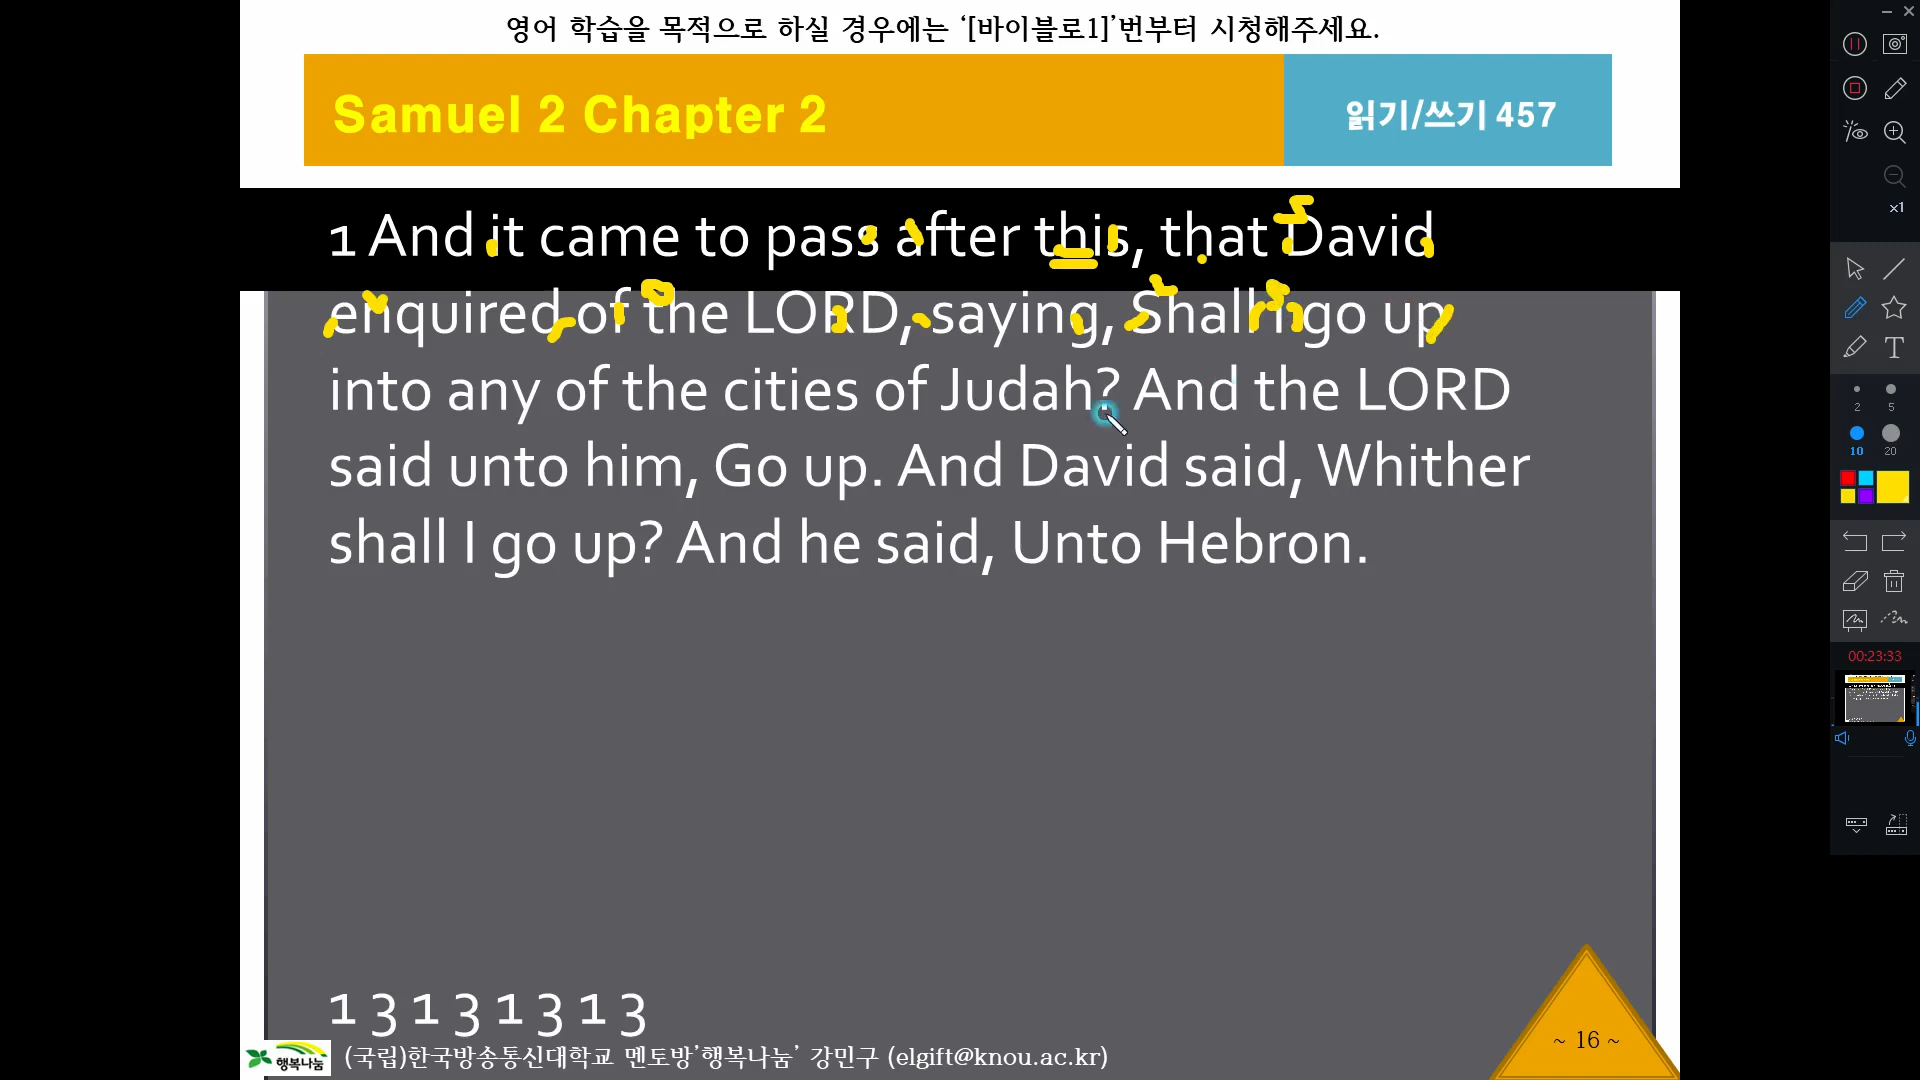 영어 학습을 목적으로 하실 경우에는 ‘[바이블로1]’번부터 시청해주세요.
Samuel 2 Chapter 2
읽기/쓰기 457
1 And it came to pass after this, that David
enquired of the LORD, saying, Shall I go up
into any of the cities of Judah? And the LORD
said unto him, Go up. And David said, Whither
shall I go up? And he said, Unto Hebron.
1 3 1 3 1 3 1 3
행복나눔
(국립)한국방송통신대학교 멘토방’행복나눔’ 강민구 (elgift@knou.ac.kr)
~ 16 ~
x1
T
2 5
10 20
00:23:33